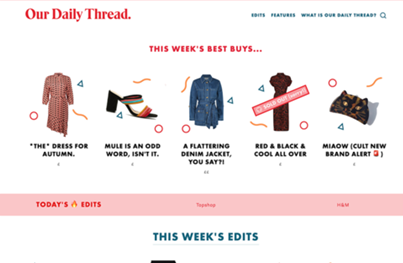 Our Daily Thread.
EDITS FEATURES WHAT IS OUR DAILY THREAD?
THIS WEEK'S BEST BUYS...
*THE* DRESS FOR
AUTUMN.
£
MULE IS AN ODD
WORD, ISN'T IT.
£
A FLATTERING
DENIM JACKET,
YOU SAY?!
££
RED & BLACK &
COOL ALL OVER
£
MIAOW (CULT NEW
BRAND ALERT 🚨)
£
TODAY'S 🔥 EDITS
Topshop
H&M
THIS WEEK'S EDITS